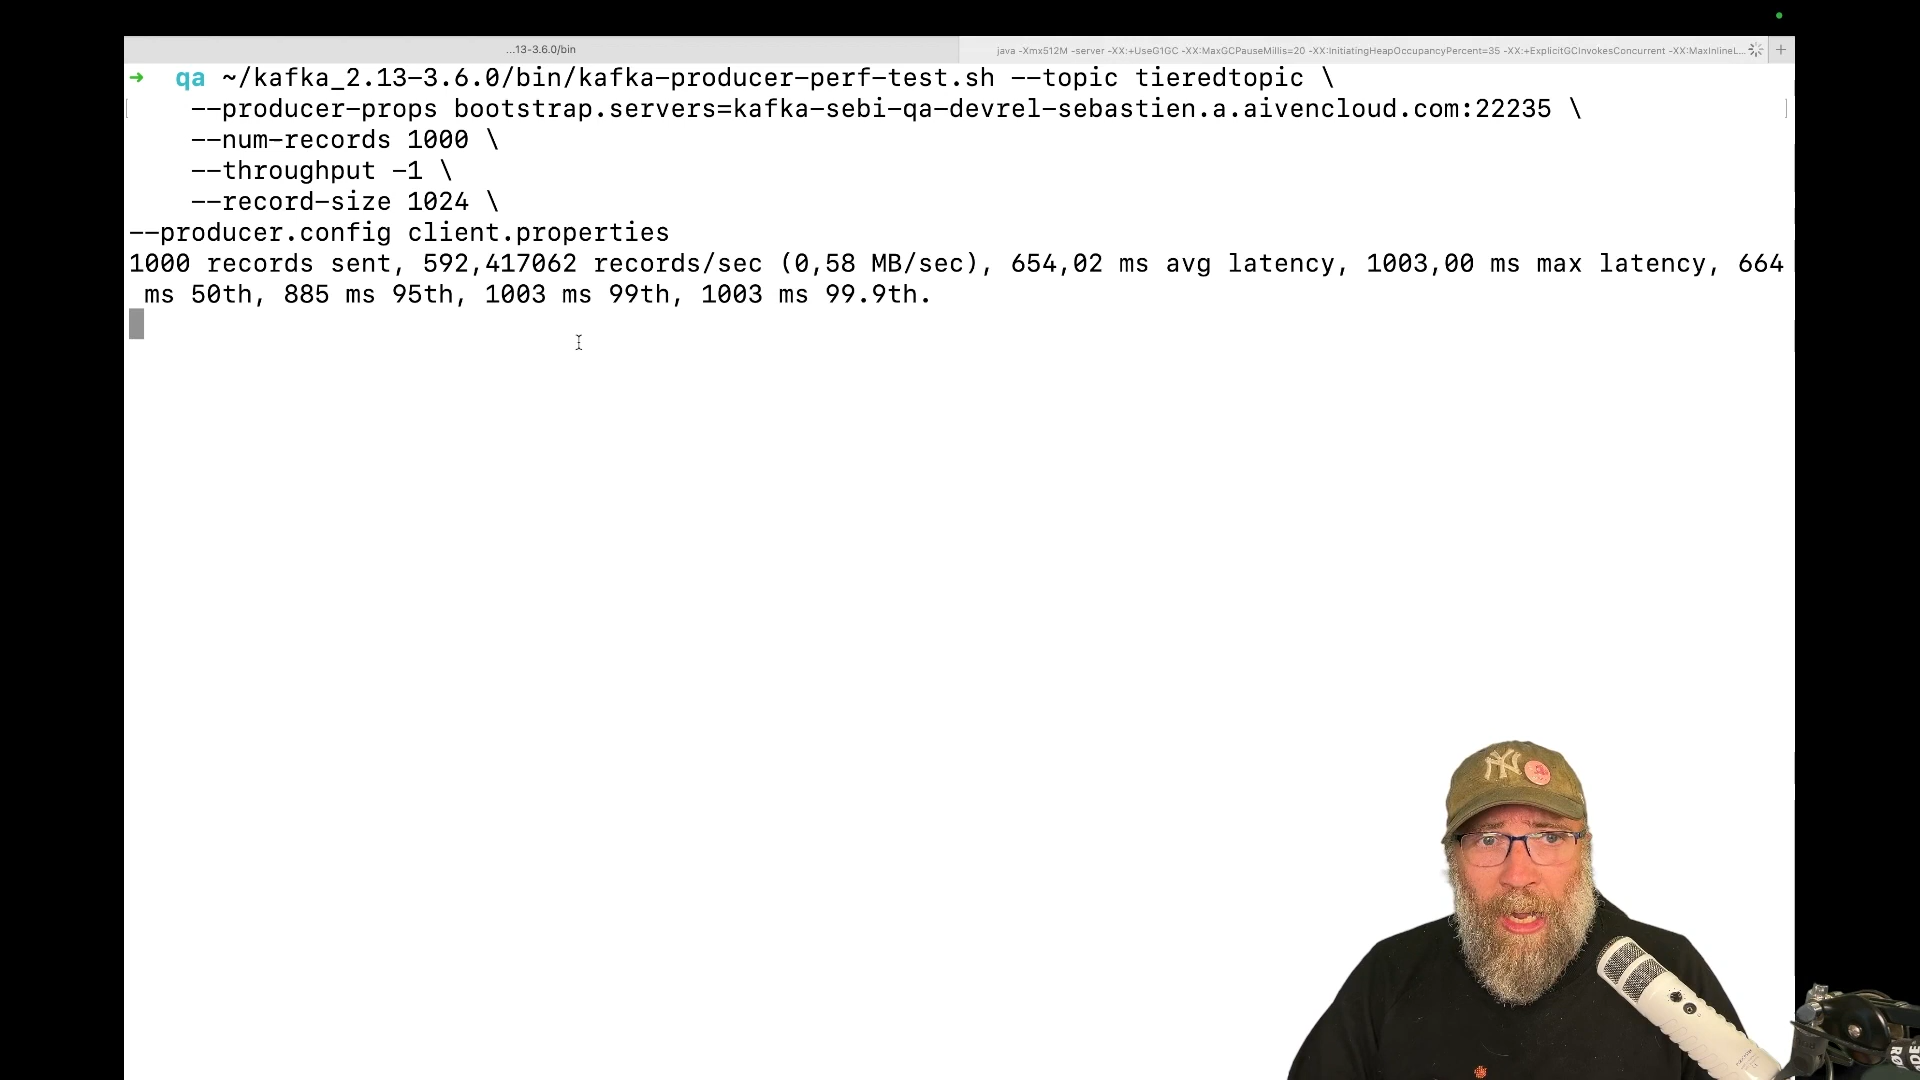 ...13-3.6.0/bin
java -Xmx512M -server -XX:+UseG1GC -XX:MaxGCPauseMillis=20 -XX:InitiatingHeapOccupancyPercent=35 -XX:+ExplicitGCInvokesConcurrent -XX:MaxInlineL...
➜ qa ~/kafka_2.13-3.6.0/bin/kafka-producer-perf-test.sh --topic tieredtopic \
--producer-props bootstrap.servers=kafka-sebi-qa-devrel-sebastien.a.aivencloud.com:22235 \
--num-records 1000 \
--throughput -1 \
--record-size 1024 \
--producer.config client.properties
1000 records sent, 592,417062 records/sec (0,58 MB/sec), 654,02 ms avg latency, 1003,00 ms max latency, 664
ms 50th, 885 ms 95th, 1003 ms 99th, 1003 ms 99.9th.
NY